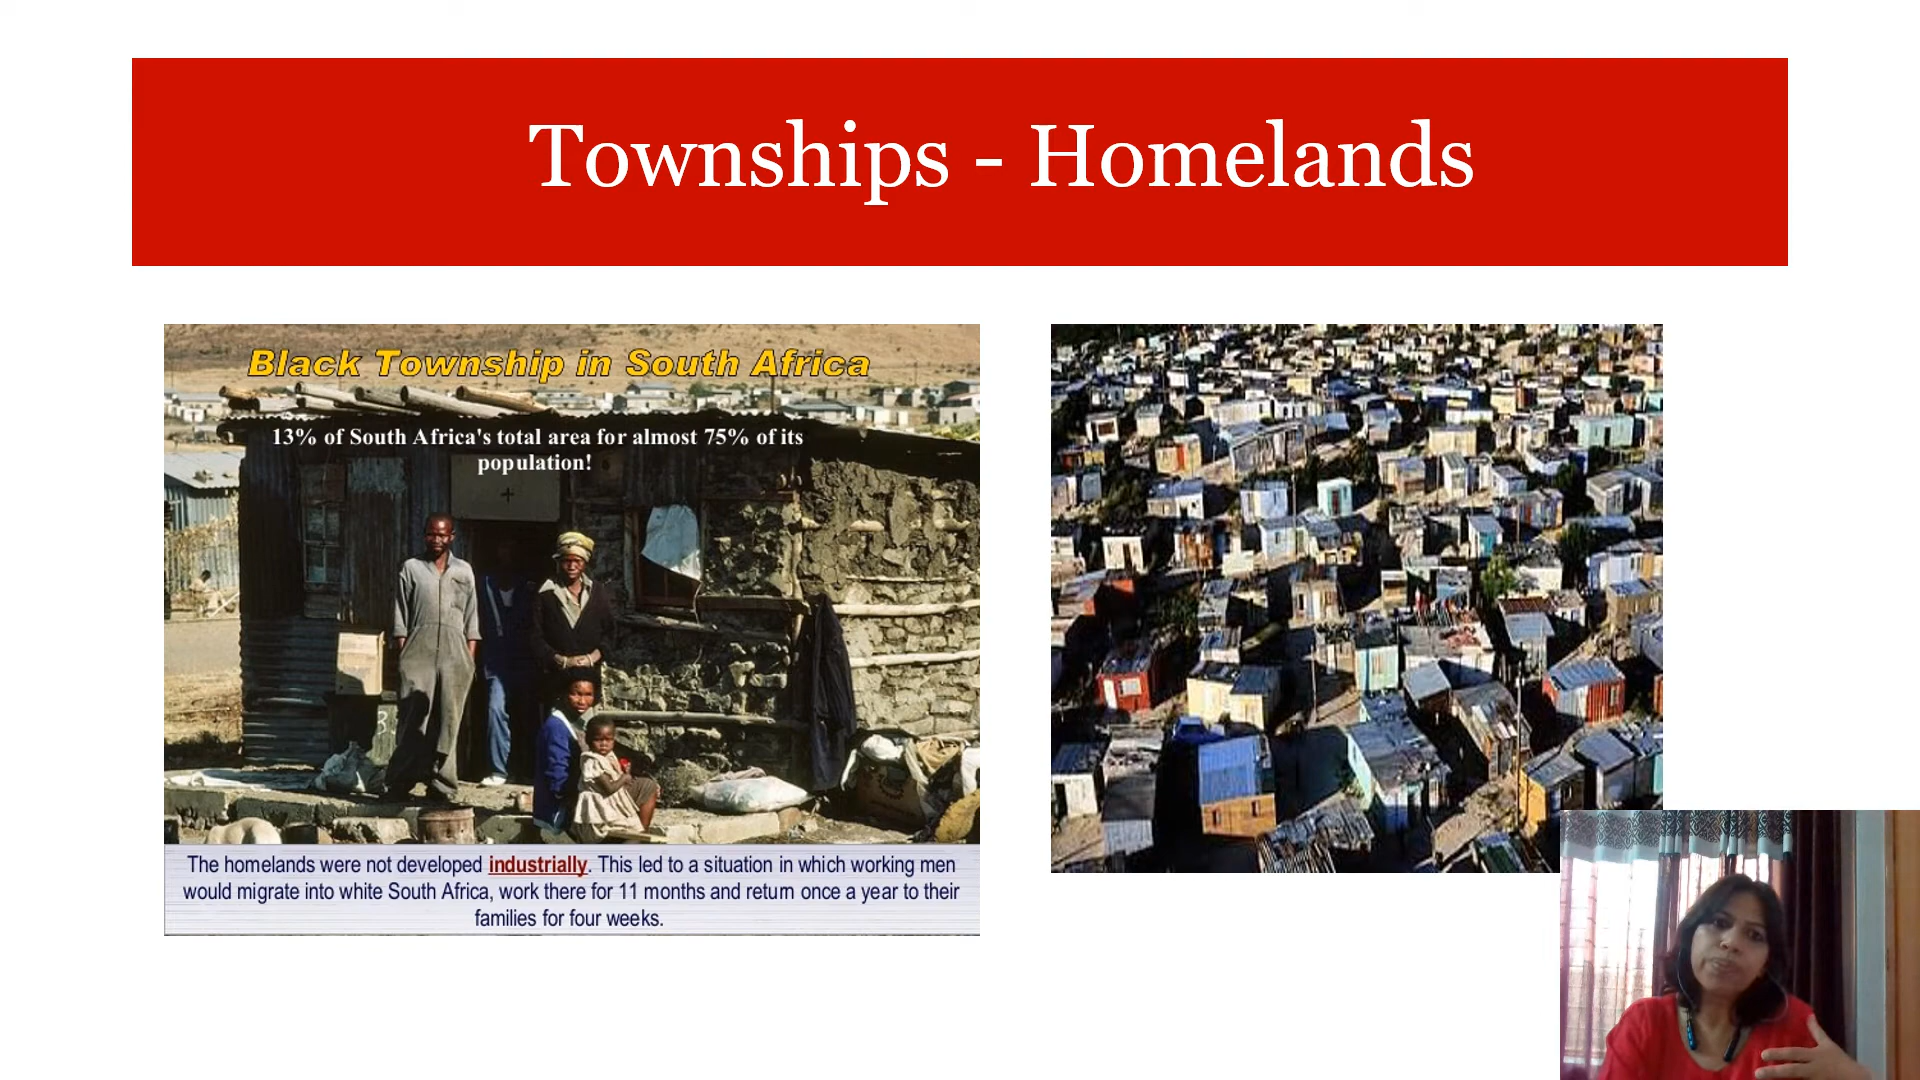 Townships - Homelands
Black Township in South Africa
13% of South Africa's total area for almost 75% of its
population!
The homelands were not developed industrially. This led to a situation in which working men
would migrate into white South Africa, work there for 11 months and return once a year to their
families for four weeks.